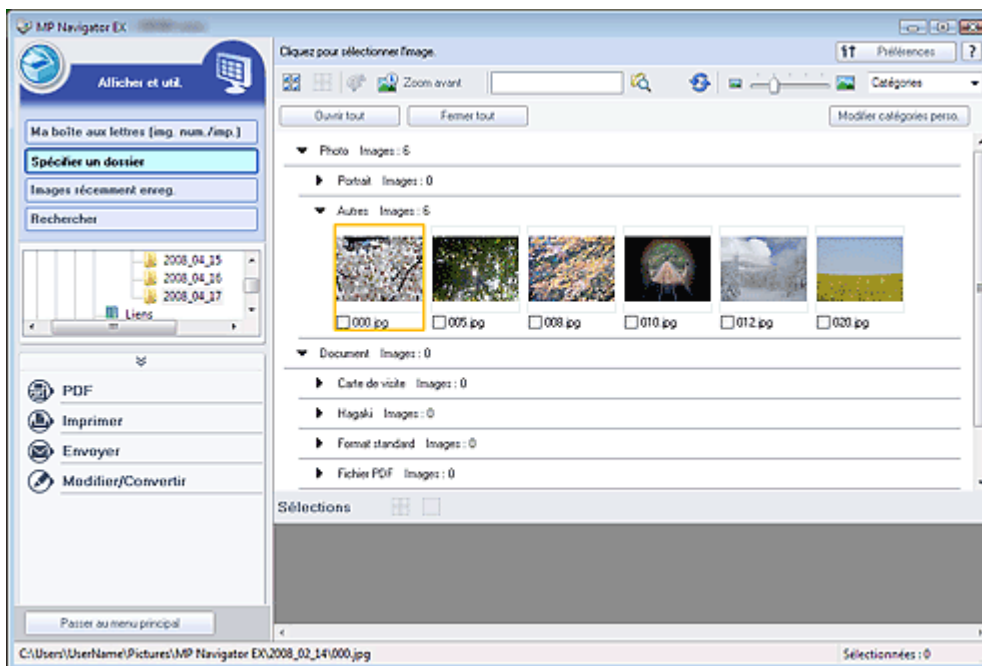 MP Navigator EX
Afficher et util.
Ma boîte aux lettres (img. num./imp.)
Spécifier un dossier
Images récemment enreg.
Rechercher
2008_04_15
2008_04_16
2008_04_17
Liens
PDF
Imprimer
Envoyer
Modifier/Convertir
Passer au menu principal
Cliquez pour sélectionner l'image.
Préférences
?
Zoom avant
Catégories
Ouvrir tout
Fermer tout
Modifier catégories perso.
Photo Images : 6
Portrait Images : 0
Autres Images : 6
000.jpg
005.jpg
008.jpg
010.jpg
012.jpg
020.jpg
Document Images : 0
Carte de visite Images : 0
Hagaki Images : 0
Format standard Images : 0
Fichier PDF Images : 0
Sélections
C:\Users\UserName\Pictures\MP Navigator EX\2008_02_14\000.jpg
Sélectionnées : 0